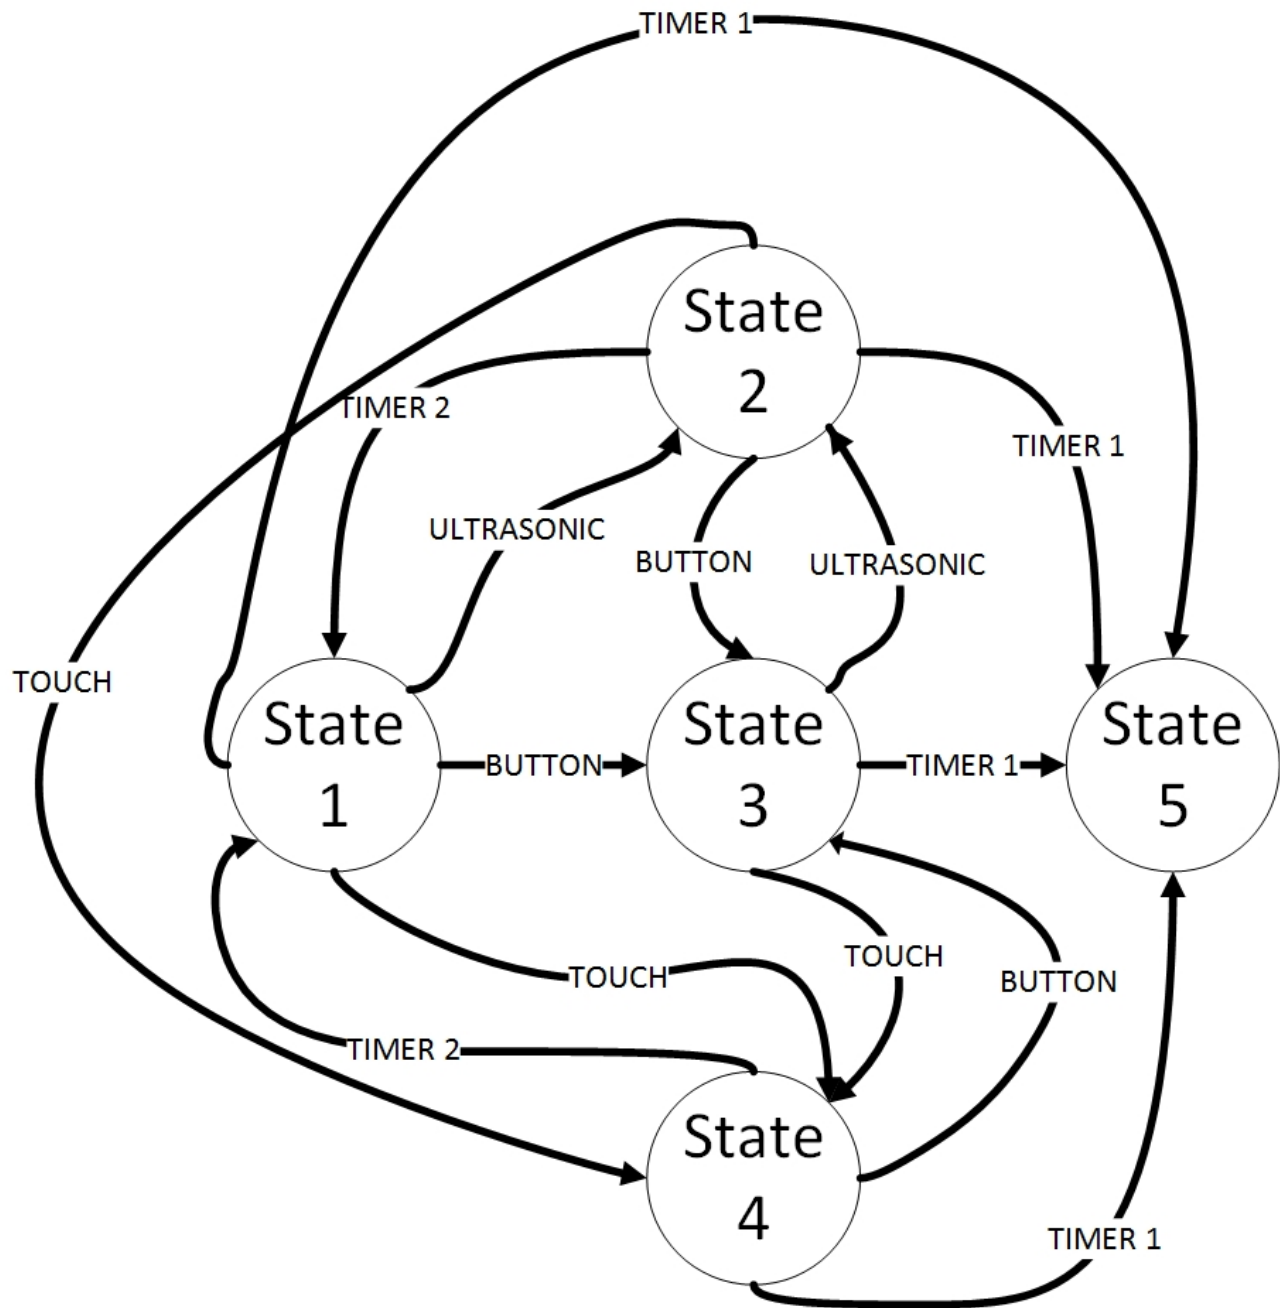 TIMER 1
State
2
TIMER 2
TIMER 1
ULTRASONIC
BUTTON
ULTRASONIC
TOUCH
State
1
BUTTON
State
3
TIMER 1
State
5
TOUCH
TOUCH
BUTTON
TIMER 2
State
4
TIMER 1